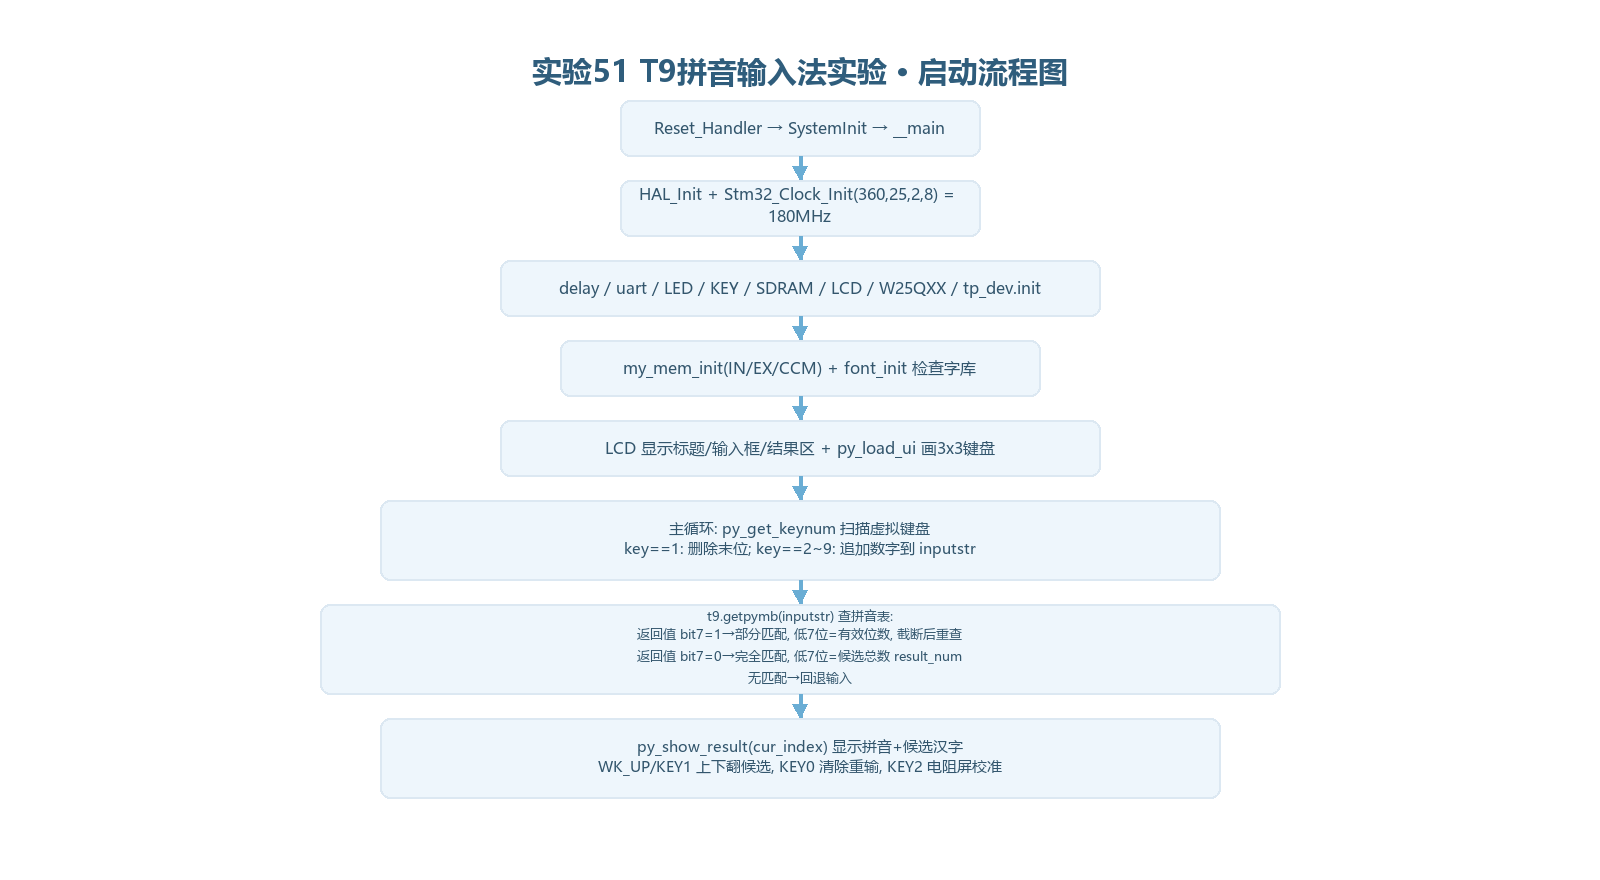 实验51 T9拼音输入法实验 • 启动流程图
Reset_Handler → SystemInit → __main
HAL_Init + Stm32_Clock_Init(360,25,2,8) =
180MHz
delay / uart / LED / KEY / SDRAM / LCD / W25QXX / tp_dev.init
my_mem_init(IN/EX/CCM) + font_init 检查字库
LCD 显示标题/输入框/结果区 + py_load_ui 画3x3键盘
主循环: py_get_keynum 扫描虚拟键盘
key==1: 删除末位; key==2~9: 追加数字到 inputstr
t9.getpymb(inputstr) 查拼音表:
返回值 bit7=1→部分匹配, 低7位=有效位数, 截断后重查
返回值 bit7=0→完全匹配, 低7位=候选总数 result_num
无匹配→回退输入
py_show_result(cur_index) 显示拼音+候选汉字
WK_UP/KEY1 上下翻候选, KEY0 清除重输, KEY2 电阻屏校准